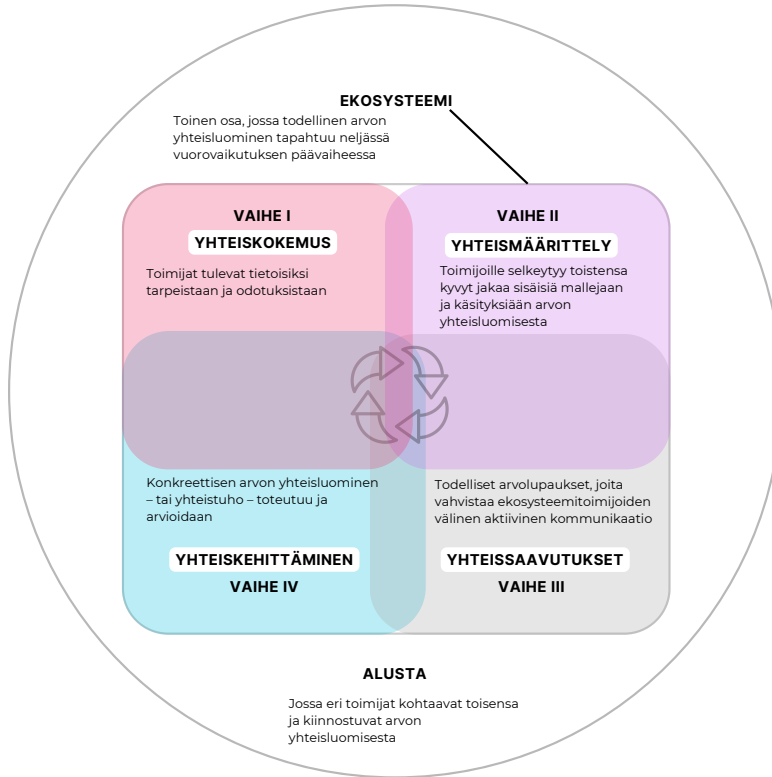 EKOSYSTEEMI
Toinen osa, jossa todellinen arvon
yhteisluominen tapahtuu neljässä
vuorovaikutuksen päävaiheessa
VAIHE I
YHTEISKOKEMUS
Toimijat tulevat tietoisiksi
tarpeistaan ja odotuksistaan
VAIHE II
YHTEISMÄÄRITTELY
Toimijoille selkeytyy toistensa
kyvyt jakaa sisäisiä mallejaan
ja käsityksiään arvon
yhteisluomisesta
Konkreettisen arvon yhteisluominen
– tai yhteistuho – toteutuu ja
arvioidaan
YHTEISKEHITTÄMINEN
VAIHE IV
Todelliset arvolupaukset, joita
vahvistaa ekosysteemitoimijoiden
välinen aktiivinen kommunikaatio
YHTEISSAAVUTUKSET
VAIHE III
ALUSTA
Jossa eri toimijat kohtaavat toisensa
ja kiinnostuvat arvon
yhteisluomisesta